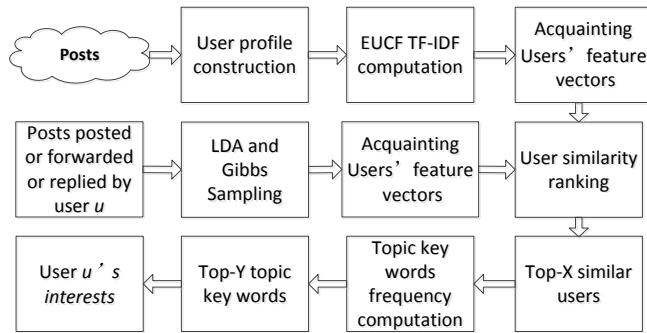 Posts
User profile
construction
EUCF TF-IDF
computation
Acquainting
Users’ feature
vectors
Posts posted
or forwarded
or replied by
user u
LDA and
Gibbs
Sampling
Acquainting
Users’ feature
vectors
User similarity
ranking
User u’s
interests
Top-Y topic
key words
Topic key
words
frequency
computation
Top-X similar
users